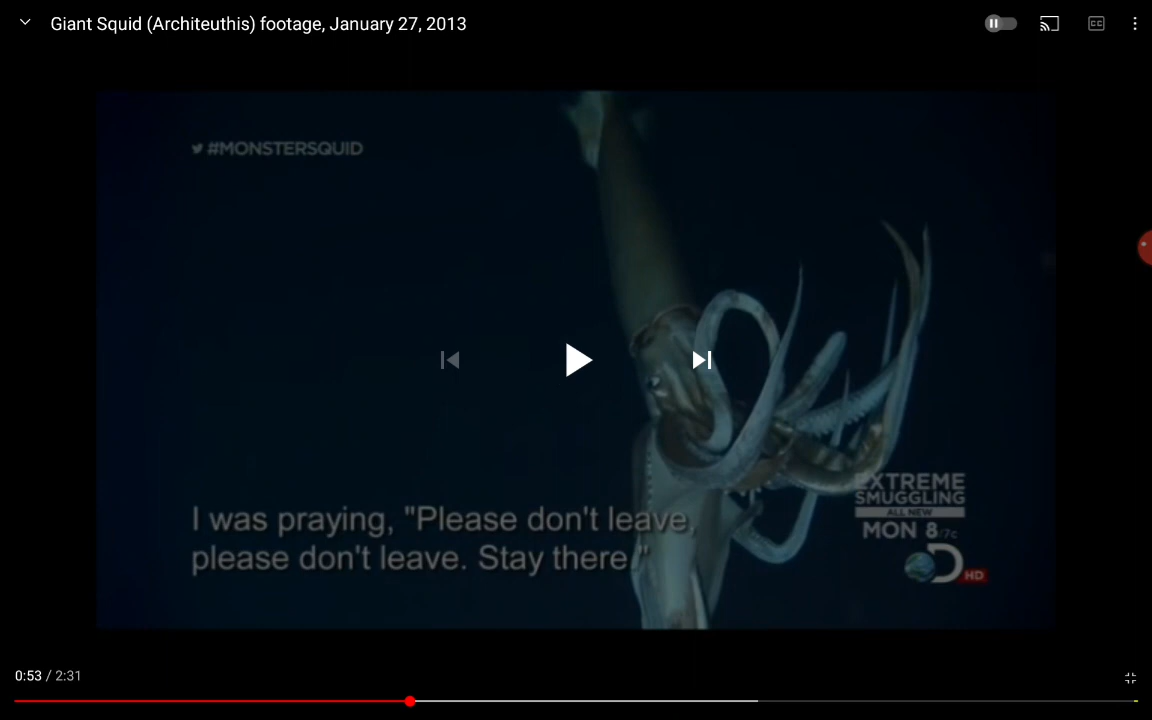 Giant Squid (Architeuthis) footage, January 27, 2013
CC
#MONSTERSQUID
I was praying, "Please don't leave,
please don't leave. Stay there."
EXTREME
SMUGGLING
ALL NEW
MON 8/7c
D HD
0:53 / 2:31